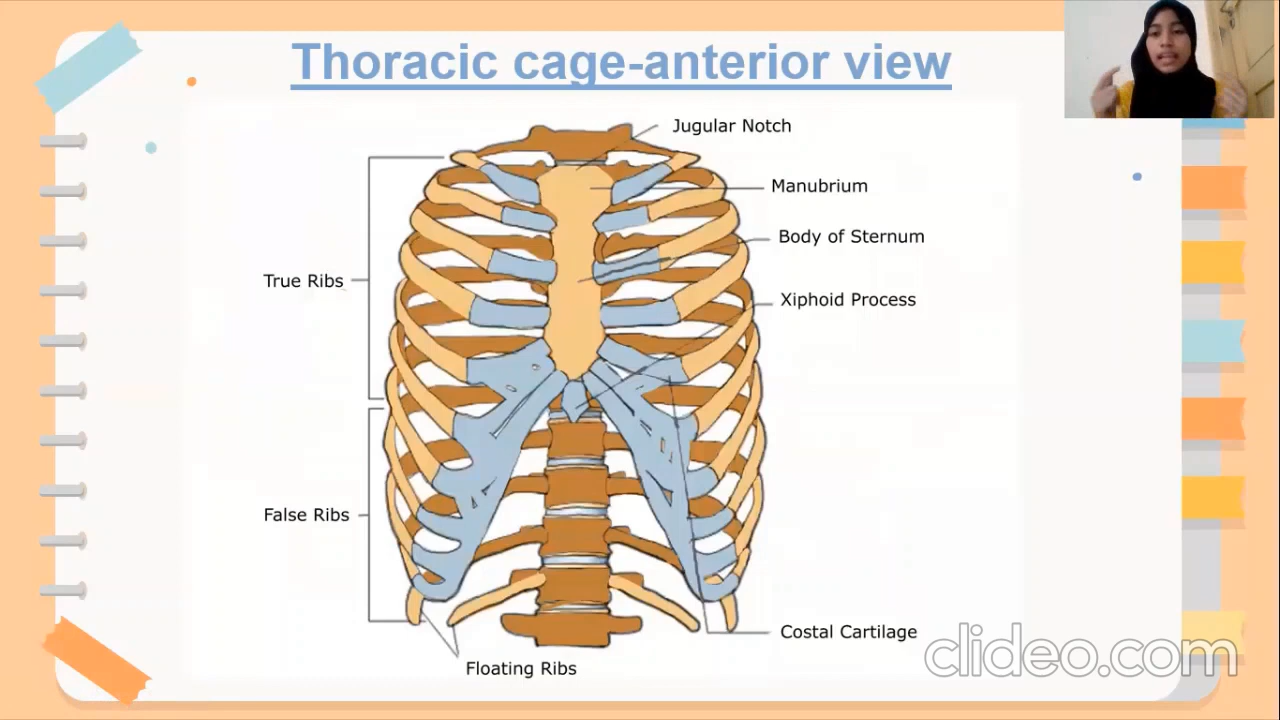 Thoracic cage-anterior view
Jugular Notch
Manubrium
Body of Sternum
True Ribs
Xiphoid Process
False Ribs
Costal Cartilage
Floating Ribs
clideo.com